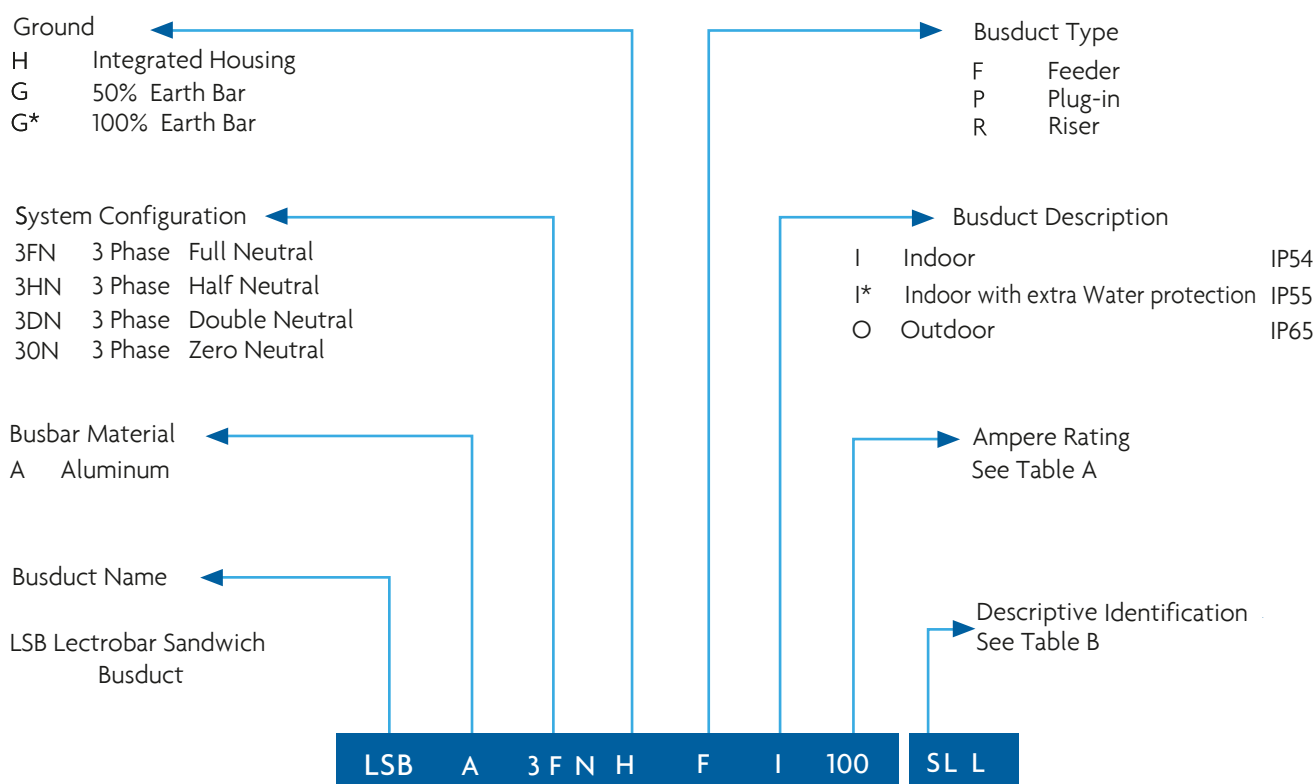 Ground
H Integrated Housing
G 50% Earth Bar
G* 100% Earth Bar
System Configuration
3FN 3 Phase Full Neutral
3HN 3 Phase Half Neutral
3DN 3 Phase Double Neutral
30N 3 Phase Zero Neutral
Busbar Material
A Aluminum
Busduct Name
LSB Lectrobar Sandwich
Busduct
Busduct Type
F Feeder
P Plug-in
R Riser
Busduct Description
I Indoor IP54
I* Indoor with extra Water protection IP55
O Outdoor IP65
Ampere Rating
See Table A
Descriptive Identification
See Table B
LSB A 3 F N H F I 100 SL L